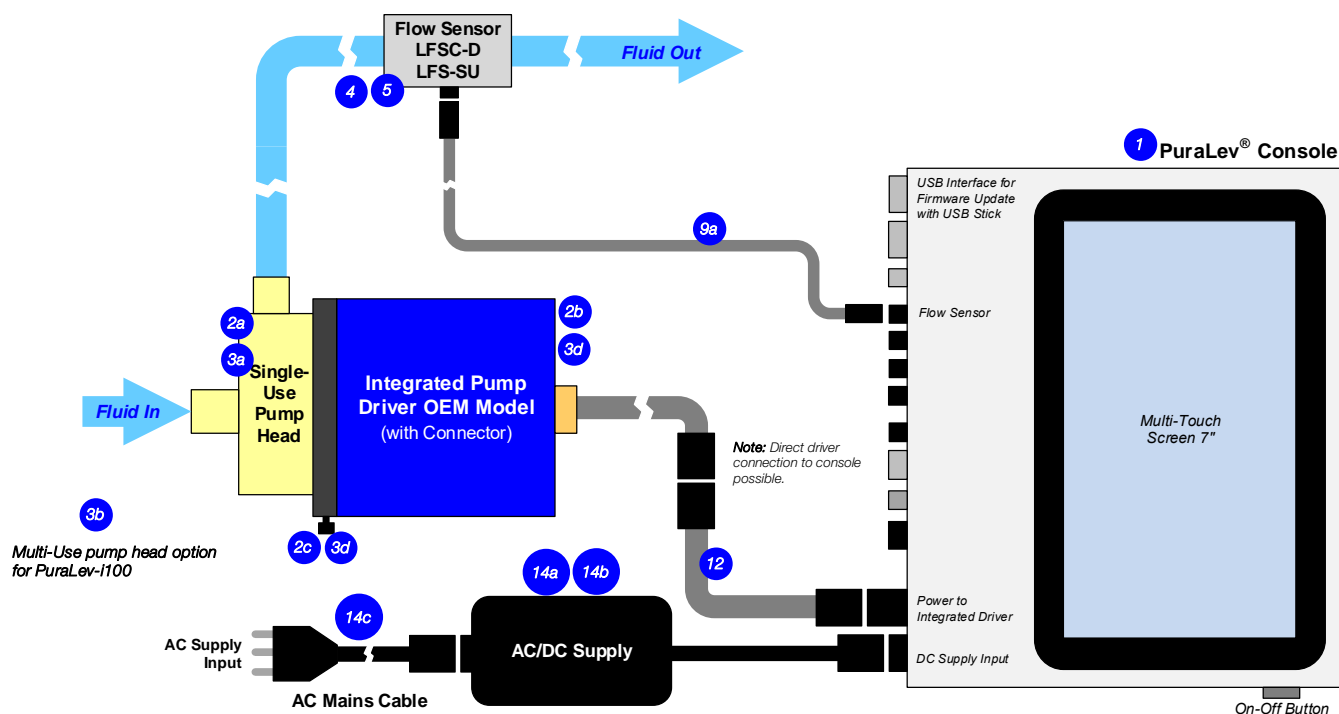 Flow Sensor
LFSC-D
LFS-SU
Fluid Out
4
5
1
PuraLev® Console
USB Interface for
Firmware Update
with USB Stick
9a
Flow Sensor
2a
3a
2b
3d
Single-
Use
Pump
Head
Integrated Pump
Driver OEM Model
(with Connector)
Fluid In
Multi-Touch
Screen 7"
Note: Direct driver
connection to console
possible.
3b
Multi-Use pump head option
for PuraLev-i100
2c
3d
14a
14b
12
Power to
Integrated Driver
14c
AC Supply
Input
AC/DC Supply
DC Supply Input
AC Mains Cable
On-Off Button